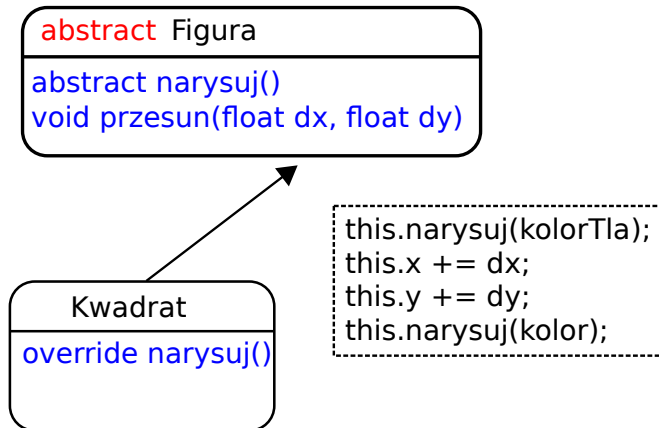 abstract Figura
abstract narysuj()
void przesun(float dx, float dy)
this.narysuj(kolorTla);
this.x += dx;
this.y += dy;
this.narysuj(kolor);
Kwadrat
override narysuj()